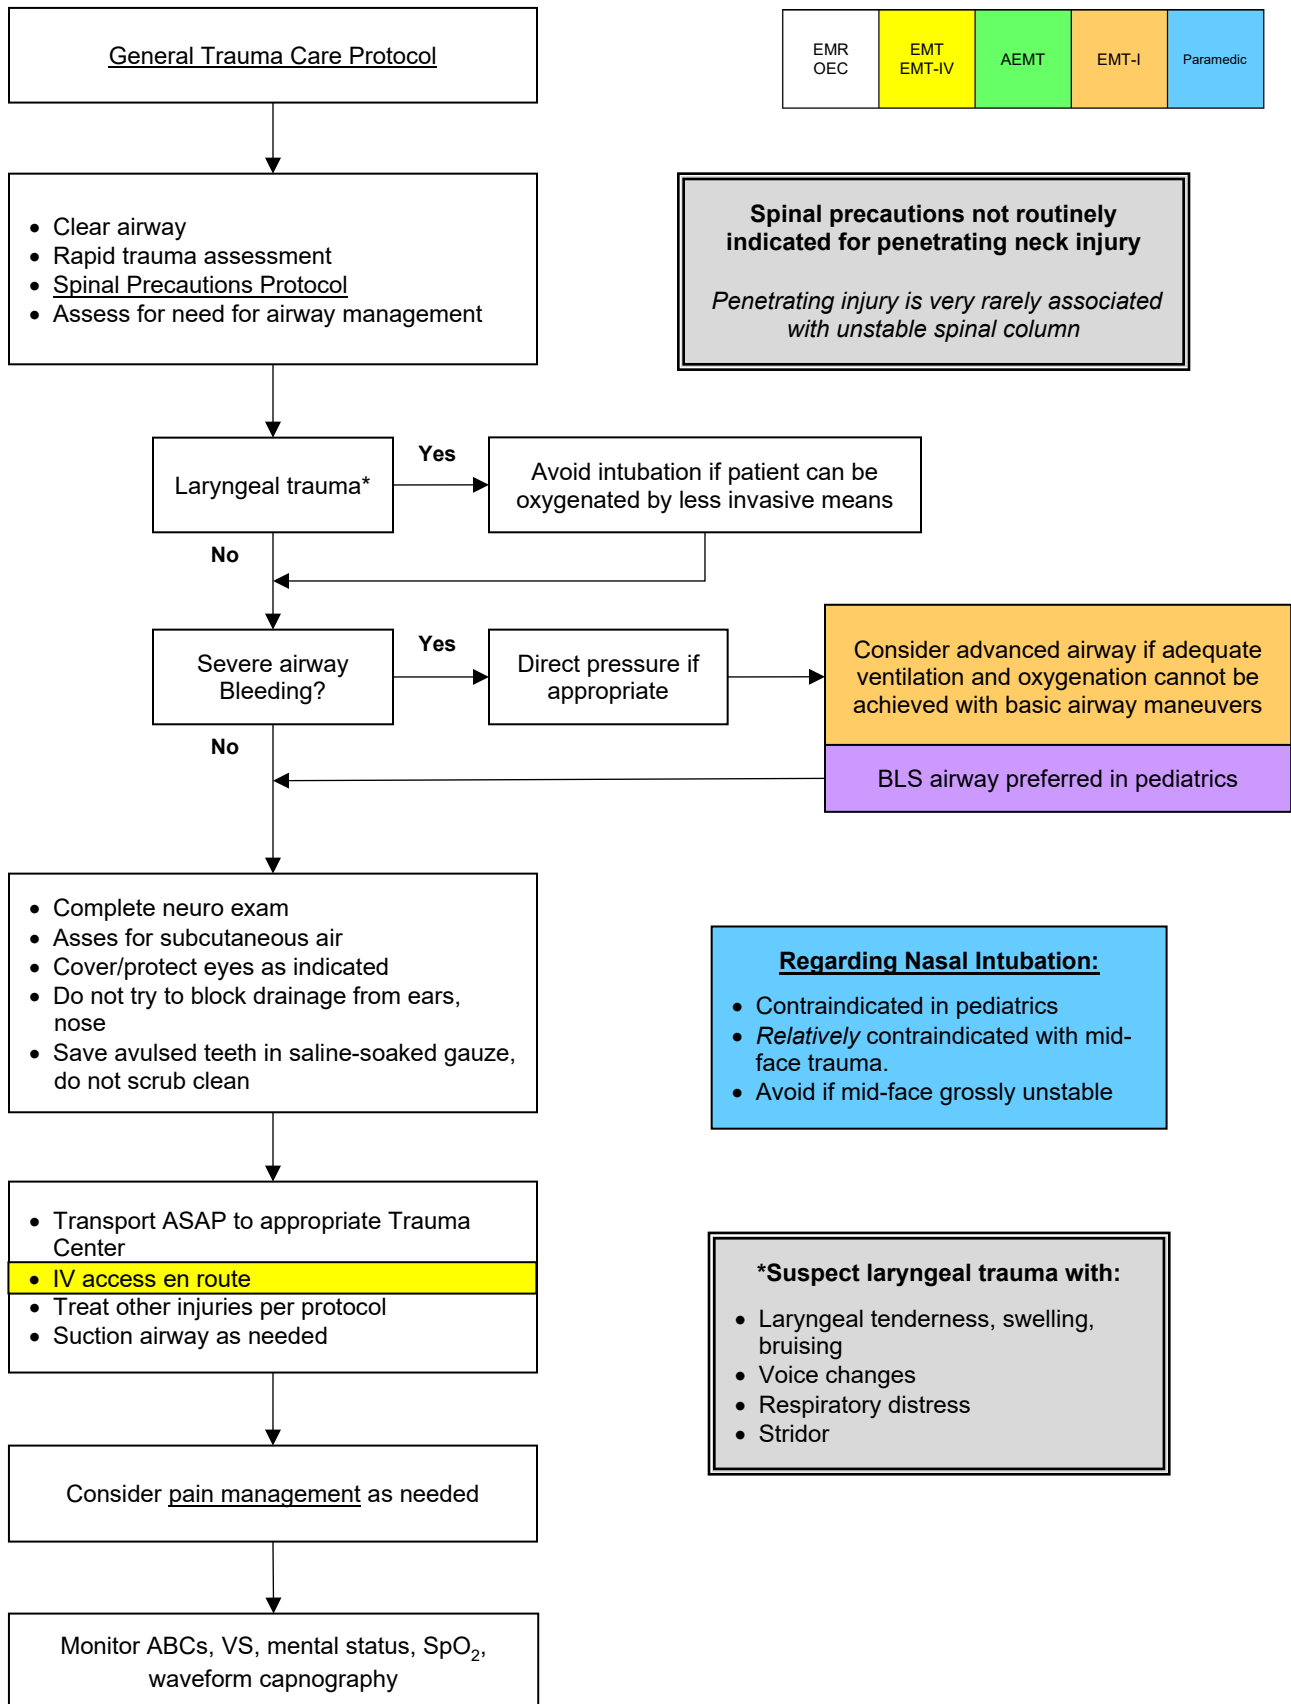 General Trauma Care Protocol
EMR
OEC
EMT
EMT-IV
AEMT
EMT-I
Paramedic
• Clear airway
• Rapid trauma assessment
• Spinal Precautions Protocol
• Assess for need for airway management
Spinal precautions not routinely
indicated for penetrating neck injury
Penetrating injury is very rarely associated
with unstable spinal column
Laryngeal trauma*
Yes
Avoid intubation if patient can be
oxygenated by less invasive means
No
Severe airway
Bleeding?
Yes
Direct pressure if
appropriate
Consider advanced airway if adequate
ventilation and oxygenation cannot be
achieved with basic airway maneuvers
BLS airway preferred in pediatrics
No
• Complete neuro exam
• Asses for subcutaneous air
• Cover/protect eyes as indicated
• Do not try to block drainage from ears,
nose
• Save avulsed teeth in saline-soaked gauze,
do not scrub clean
Regarding Nasal Intubation:
• Contraindicated in pediatrics
• Relatively contraindicated with mid-
face trauma.
• Avoid if mid-face grossly unstable
• Transport ASAP to appropriate Trauma
Center
• IV access en route
• Treat other injuries per protocol
• Suction airway as needed
*Suspect laryngeal trauma with:
• Laryngeal tenderness, swelling,
bruising
• Voice changes
• Respiratory distress
• Stridor
Consider pain management as needed
Monitor ABCs, VS, mental status, SpO2,
waveform capnography